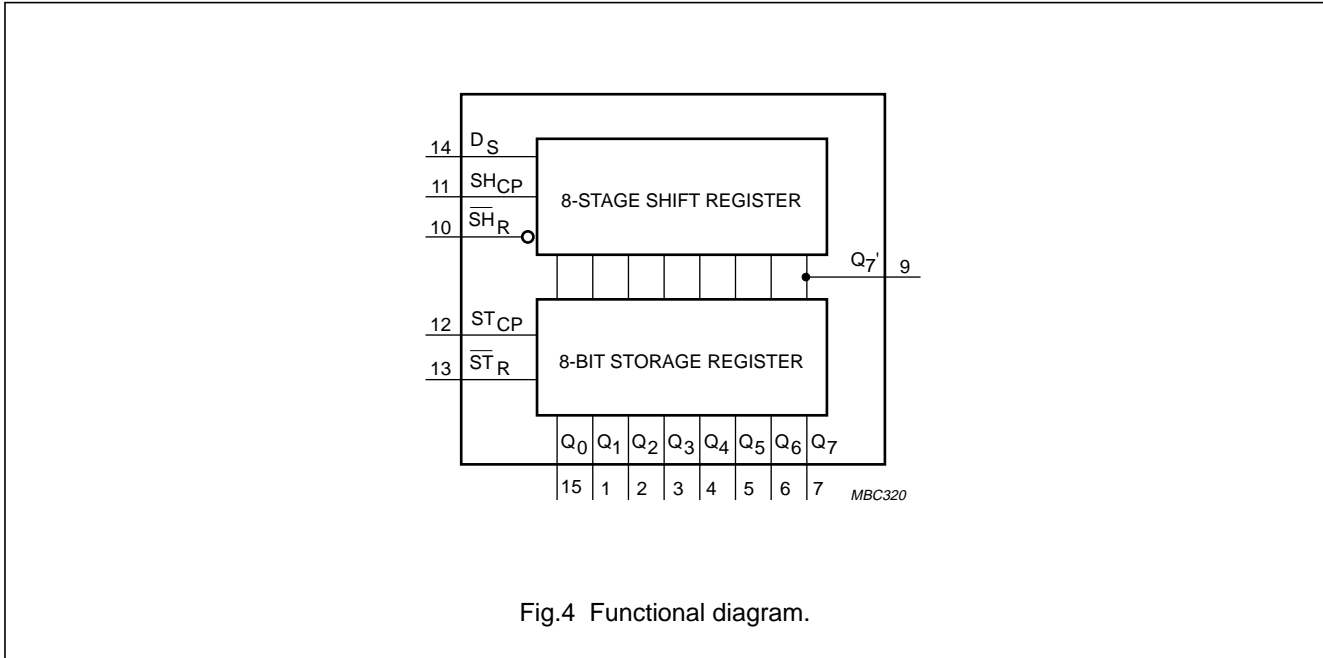 14 D_S
11 SH_CP
8-STAGE SHIFT REGISTER
10 S̅H̅_R
Q_7' 9
12 ST_CP
8-BIT STORAGE REGISTER
13 S̅T̅_R
Q_0 Q_1 Q_2 Q_3 Q_4 Q_5 Q_6 Q_7
15 1 2 3 4 5 6 7
MBC320
Fig.4 Functional diagram.